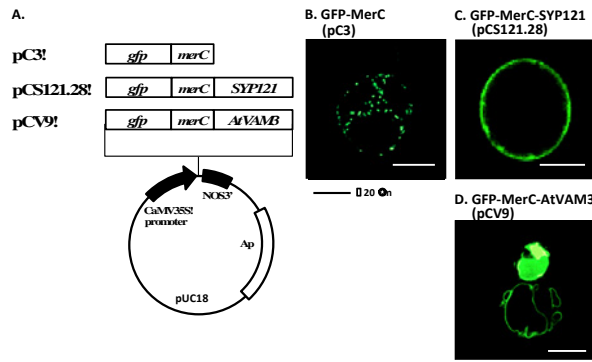 A.
pC3!
gfp
merC
pCS121.28!
gfp
merC
SYP121
pCV9!
gfp
merC
AtVAM3
CaMV35S!
promoter
NOS3'
Ap
pUC18
B. GFP-MerC
(pC3)
20
C. GFP-MerC-SYP121
(pCS121.28)
D. GFP-MerC-AtVAM3
(pCV9)